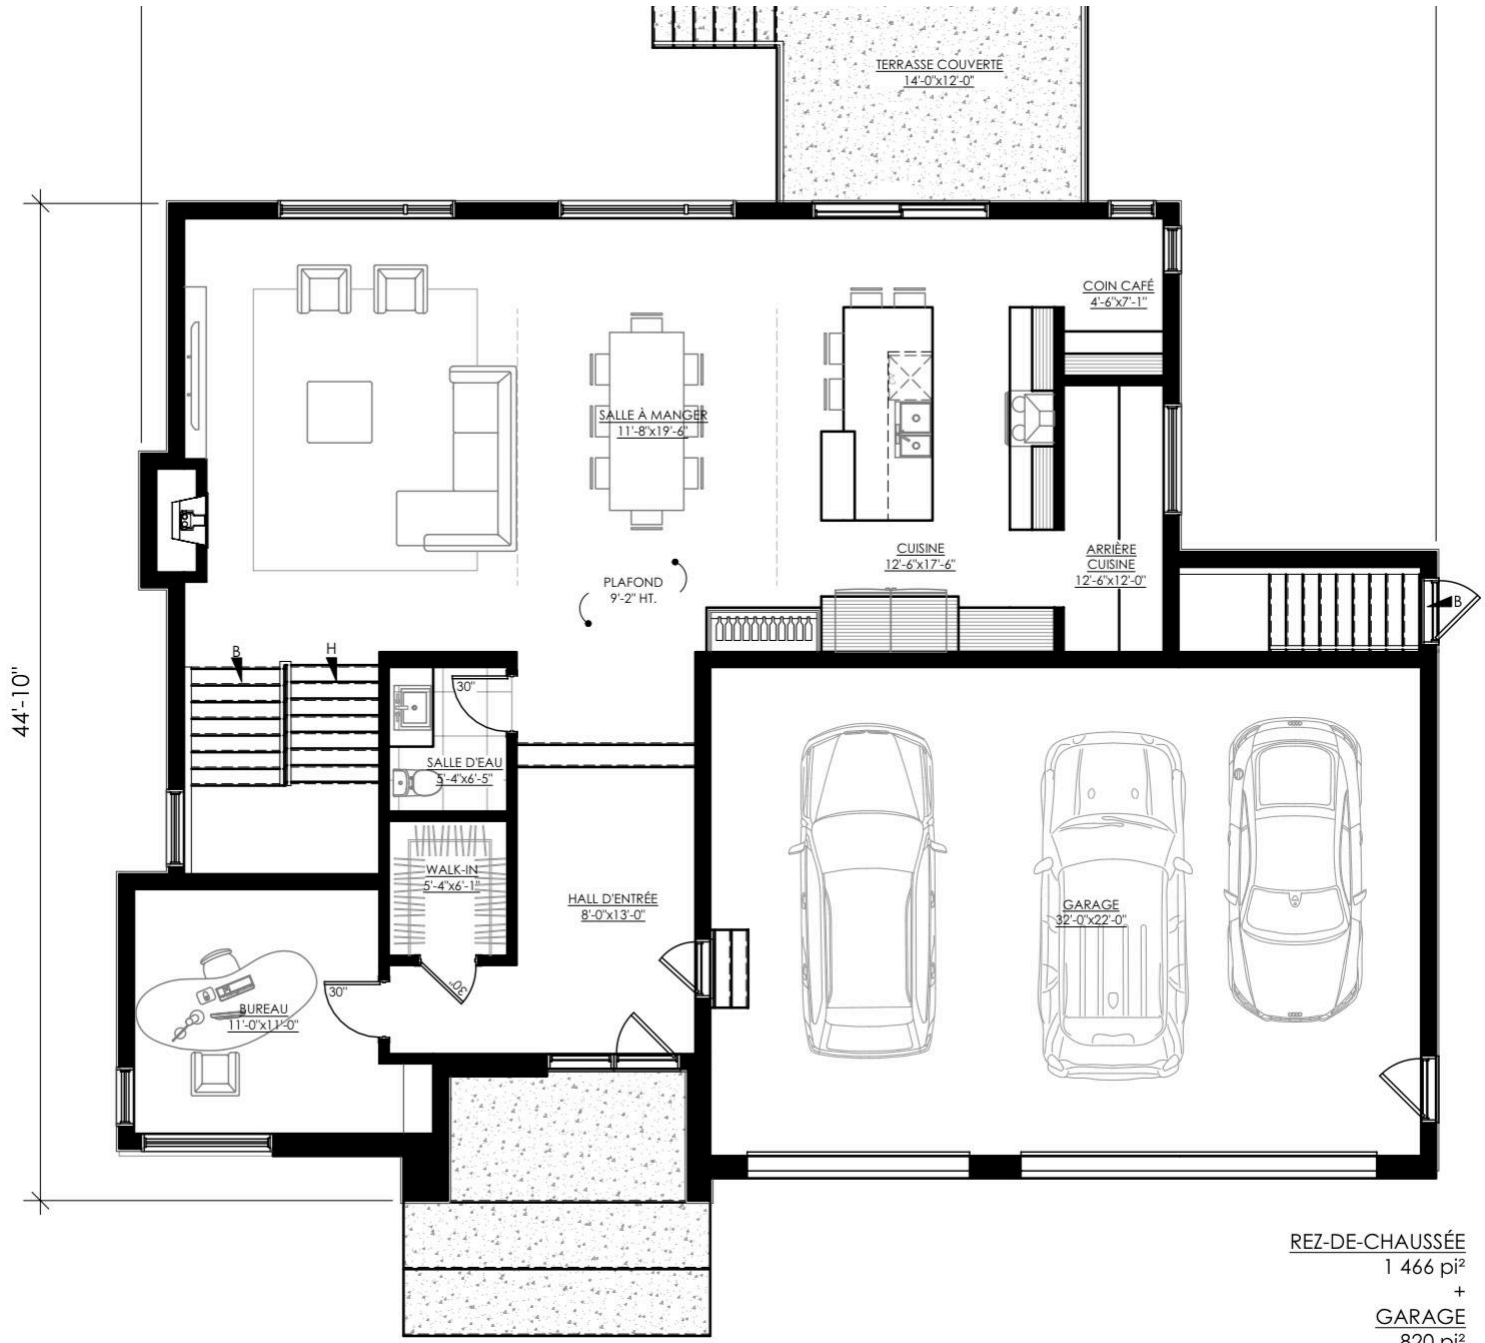 TERRASSE COUVERTE
14'-0"x12'-0"
COIN CAFÉ
4'-6"x7'-1"
SALLE À MANGER
11'-8"x19'-6"
CUISINE
12'-6"x17'-6"
ARRIÈRE
CUISINE
12'-6"x12'-0"
PLAFOND
9'-2" HT.
B
B
H
44'-10"
30"
SALLE D'EAU
5'-4"x6'-5"
WALK-IN
5'-4"x6'-1"
HALL D'ENTRÉE
8'-0"x13'-0"
GARAGE
32'-0"x22'-0"
30"
30"
BUREAU
11'-0"x11'-0"
REZ-DE-CHAUSSÉE
1 466 pi²
+
GARAGE
820 pi²